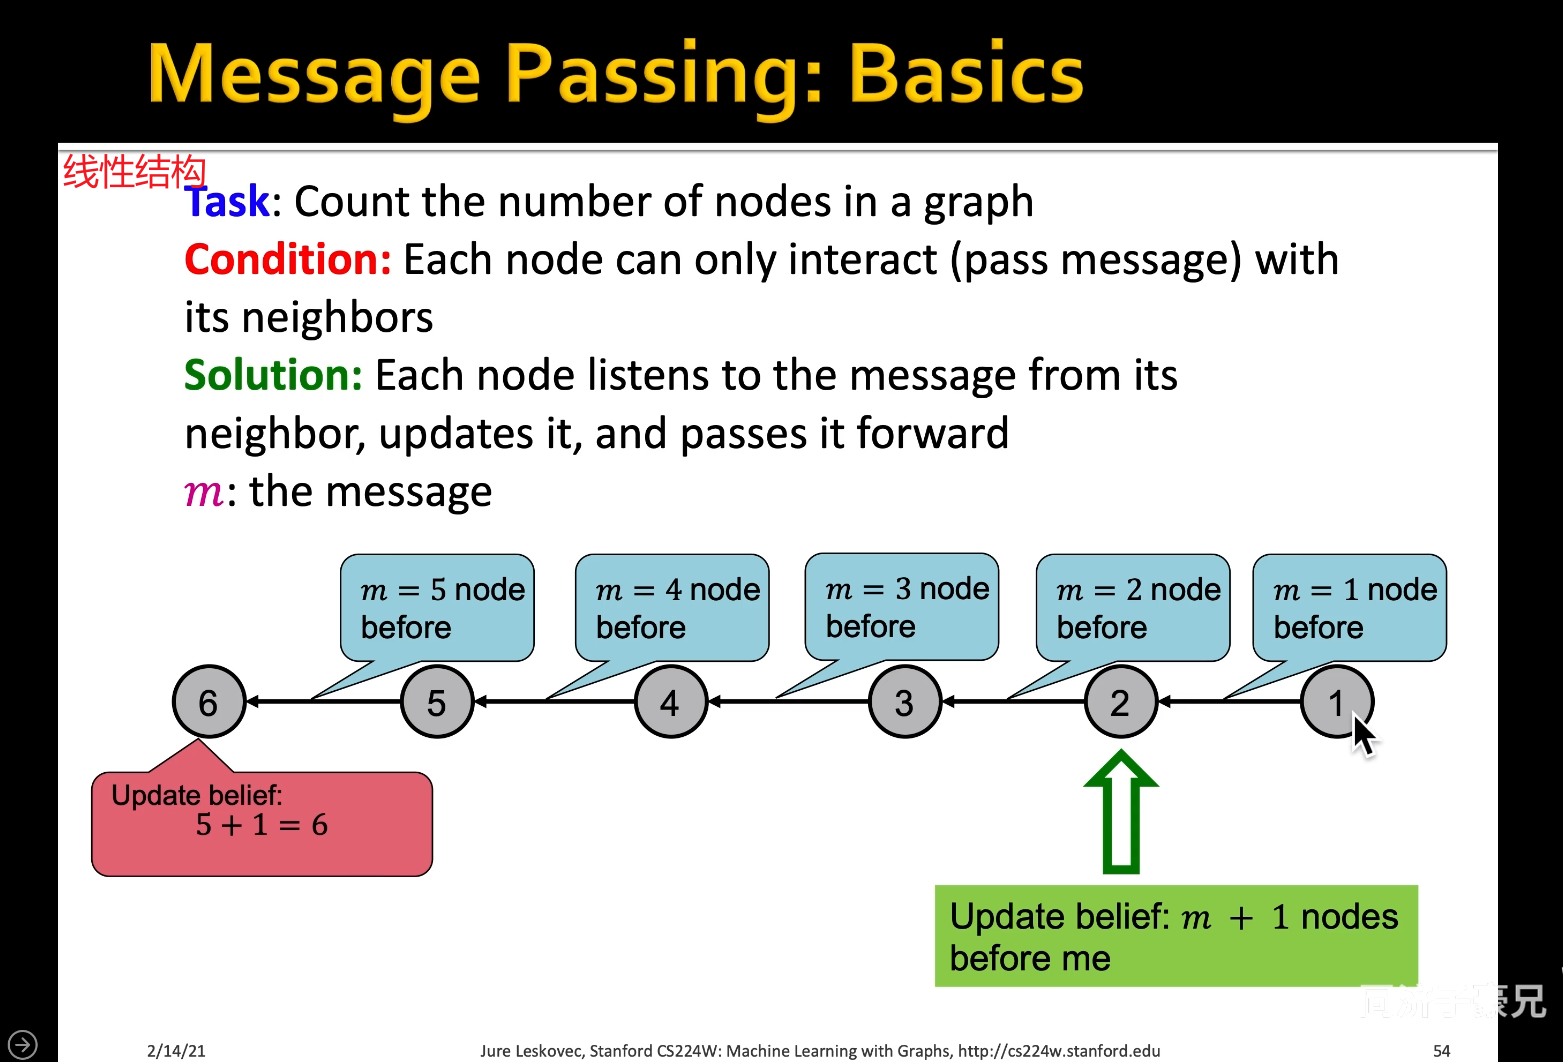 Message Passing: Basics
线性结构
Task: Count the number of nodes in a graph
Condition: Each node can only interact (pass message) with
its neighbors
Solution: Each node listens to the message from its
neighbor, updates it, and passes it forward
m: the message
m = 5 node
before
m = 4 node
before
m = 3 node
before
m = 2 node
before
m = 1 node
before
6
5
4
3
2
1
Update belief:
5 + 1 = 6
Update belief: m + 1 nodes
before me
同济子豪兄
2/14/21
Jure Leskovec, Stanford CS224W: Machine Learning with Graphs, http://cs224w.stanford.edu
54